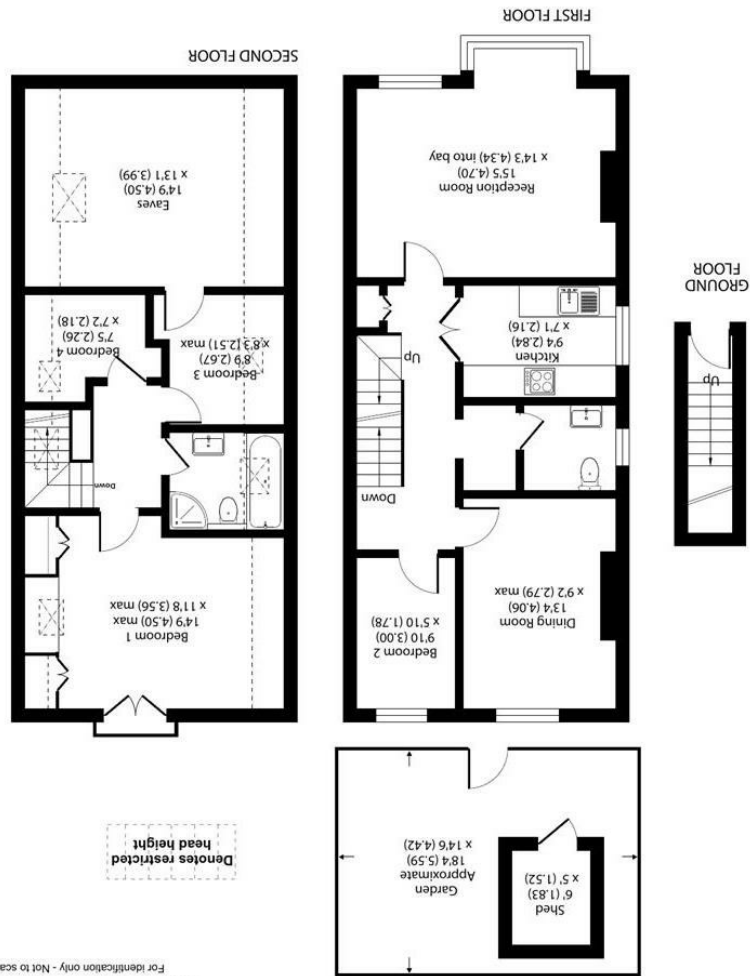 For identification only - Not to sca
Shed
6' (1.83)
x 5' (1.52)
Garden
Approximate
18'4 (5.59)
x 14'6 (4.42)
Denotes restricted
head height
Dining Room
13'4 (4.06)
x 9'2 (2.79) max
Bedroom 2
9'10 (3.00)
x 5'10 (1.78)
Bedroom 1
14'9 (4.50) max
x 11'8 (3.56) max
Down
Down
Up
Kitchen
9'4 (2.84)
x 7'1 (2.16)
Up
Bedroom 3
8'9 (2.67)
x 8'3 (2.51) max
Bedroom 4
7'5 (2.26)
x 7'2 (2.18)
GROUND
FLOOR
Reception Room
15'5 (4.70)
x 14'3 (4.34) into bay
Eaves
14'9 (4.50)
x 13'1 (3.99)
FIRST FLOOR
SECOND FLOOR